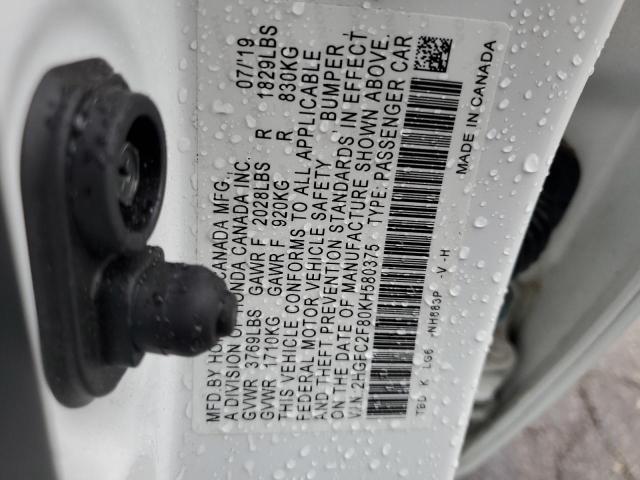 MFD. BY HONDA CANADA MFG., 07/'19
A DIVISION OF HONDA CANADA INC.
GVWR 3769LBS GAWR F 2028LBS R 1829LBS
GVWR 1710KG GAWR F 920KG R 830KG
THIS VEHICLE CONFORMS TO ALL APPLICABLE
FEDERAL MOTOR VEHICLE SAFETY, BUMPER,
AND THEFT PREVENTION STANDARDS IN EFFECT
ON THE DATE OF MANUFACTURE SHOWN ABOVE.
V.I.N. 2HGFC2F80KH580375 TYPE: PASSENGER CAR
TBD K LG6 -NH883P -V -H
MADE IN CANADA